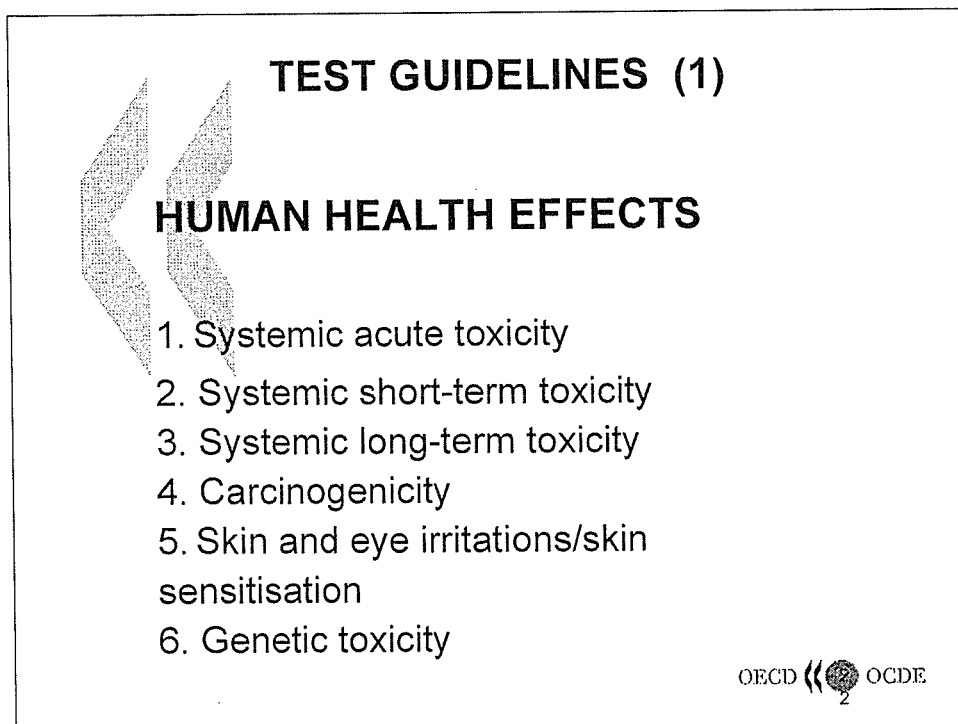 TEST GUIDELINES (1)
HUMAN HEALTH EFFECTS
1. Systemic acute toxicity
2. Systemic short-term toxicity
3. Systemic long-term toxicity
4. Carcinogenicity
5. Skin and eye irritations/skin
sensitisation
6. Genetic toxicity
OECD OCDE
2